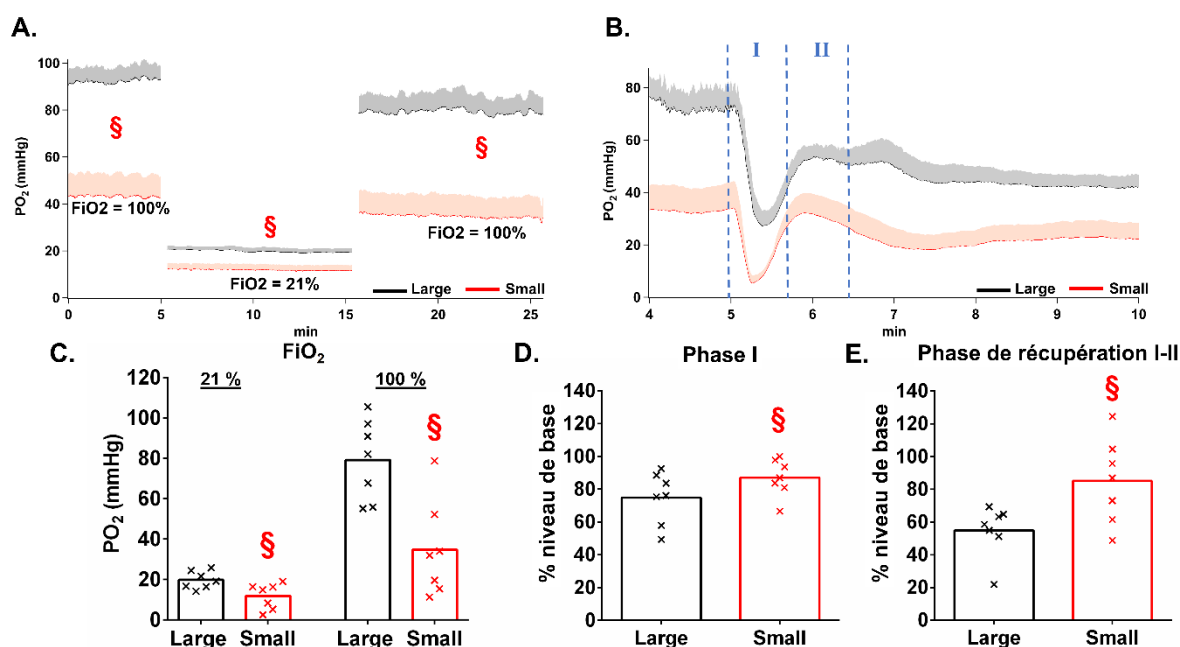 A.
100
80
60
40
20
0
PO2 (mmHg)
§
§
§
FiO2 = 100%
FiO2 = 21%
FiO2 = 100%
Large Small
0 5 10 15 20 25
min
B.
I II
80
60
40
20
0
PO2 (mmHg)
Large Small
4 5 6 7 8 9 10
min
C.
FiO2
21 % 100 %
120
100
80
60
40
20
0
PO2 (mmHg)
§
§
Large Small Large Small
D.
Phase I
140
120
100
80
60
40
20
0
% niveau de base
§
Large Small
E.
Phase de récupération I-II
140
120
100
80
60
40
20
0
% niveau de base
§
Large Small